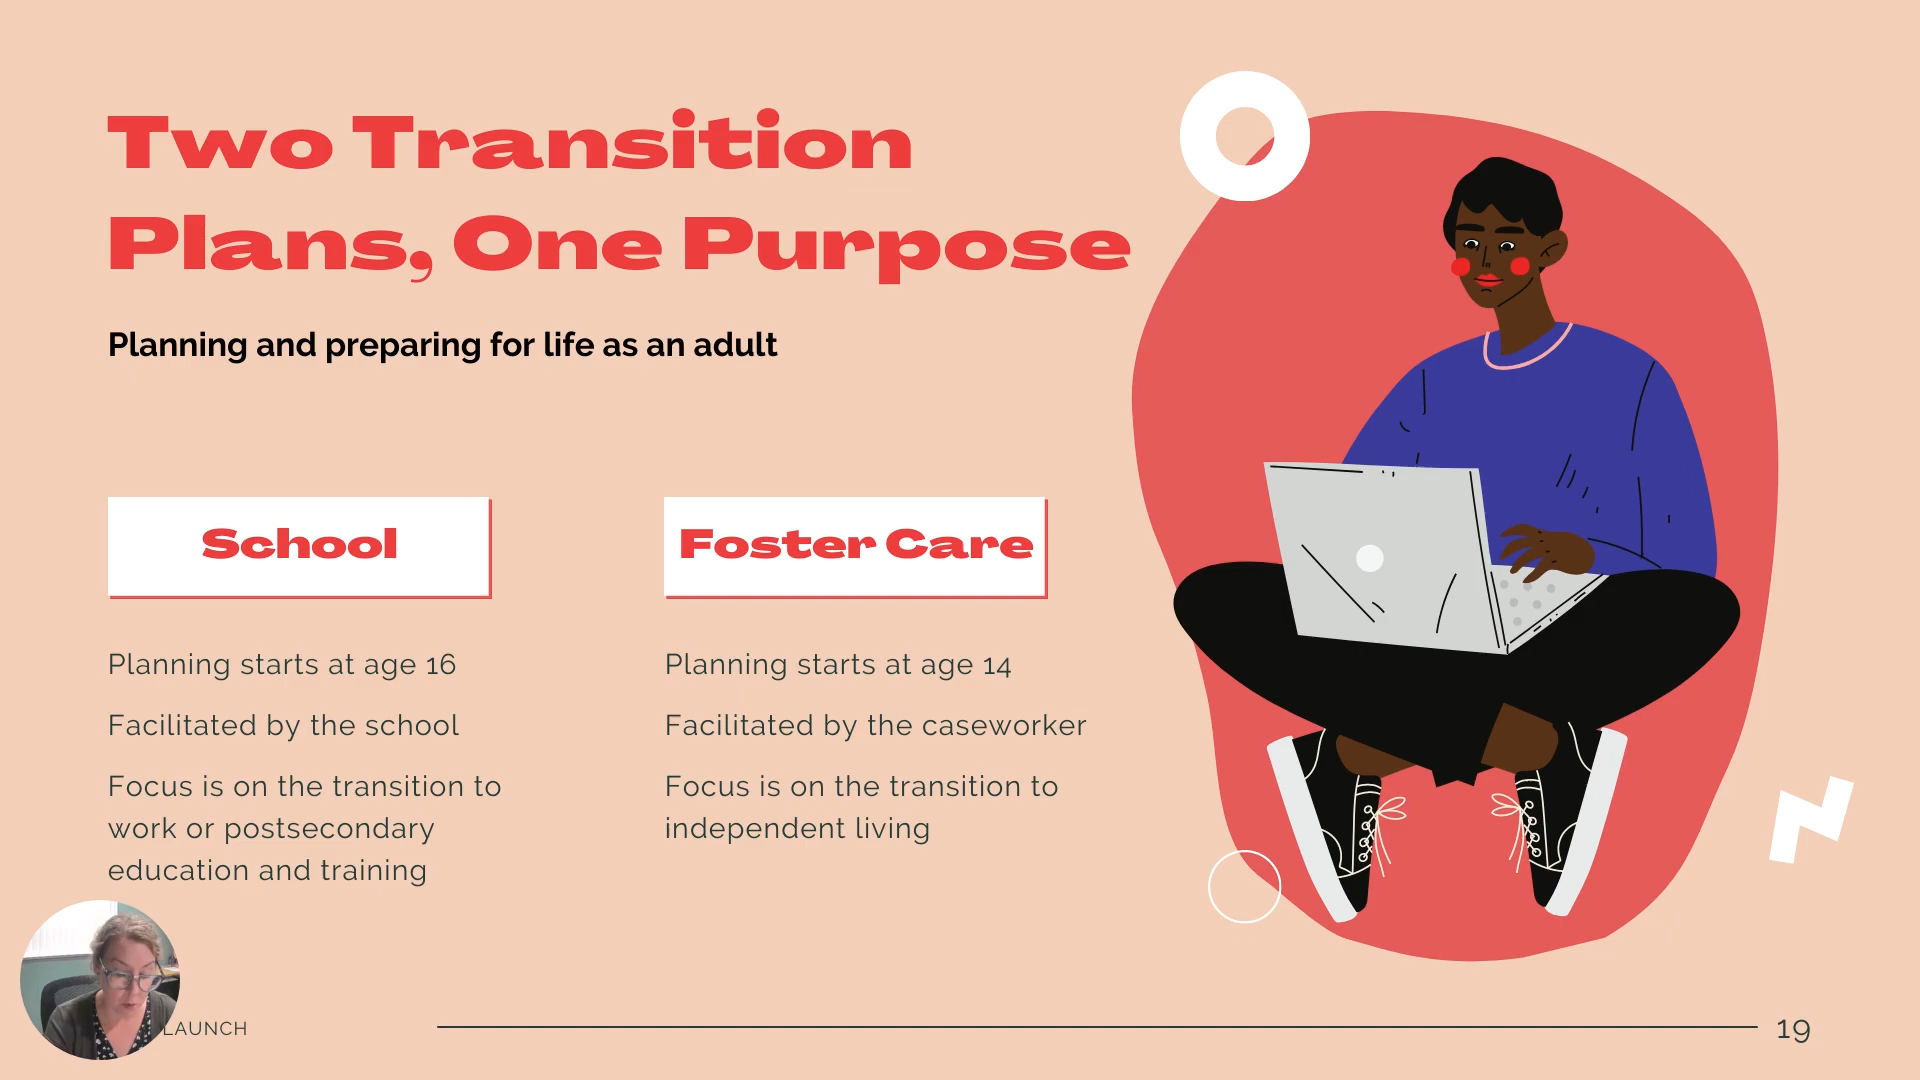 Two Transition
Plans, One Purpose
Planning and preparing for life as an adult
School
Planning starts at age 16
Facilitated by the school
Focus is on the transition to
work or postsecondary
education and training
Foster Care
Planning starts at age 14
Facilitated by the caseworker
Focus is on the transition to
independent living
LAUNCH
19